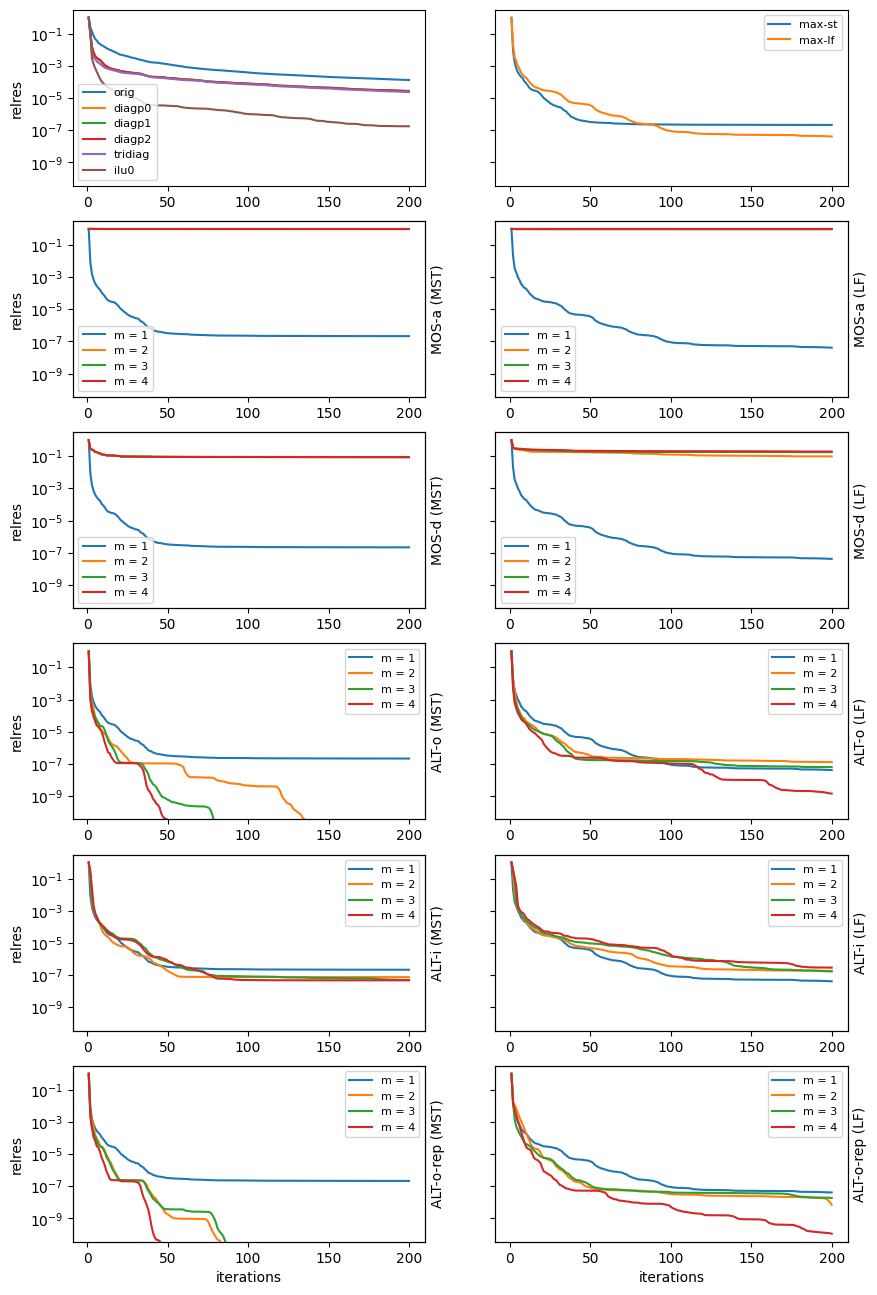 relres
10⁻¹
10⁻³
10⁻⁵
10⁻⁷
10⁻⁹
orig
diagp0
diagp1
diagp2
tridiag
ilu0
0 50 100 150 200
max-st
max-lf
0 50 100 150 200
relres
10⁻¹
10⁻³
10⁻⁵
10⁻⁷
10⁻⁹
m = 1
m = 2
m = 3
m = 4
0 50 100 150 200
MOS-a (MST)
m = 1
m = 2
m = 3
m = 4
0 50 100 150 200
MOS-a (LF)
relres
10⁻¹
10⁻³
10⁻⁵
10⁻⁷
10⁻⁹
m = 1
m = 2
m = 3
m = 4
0 50 100 150 200
MOS-d (MST)
m = 1
m = 2
m = 3
m = 4
0 50 100 150 200
MOS-d (LF)
relres
10⁻¹
10⁻³
10⁻⁵
10⁻⁷
10⁻⁹
m = 1
m = 2
m = 3
m = 4
0 50 100 150 200
ALT-o (MST)
m = 1
m = 2
m = 3
m = 4
0 50 100 150 200
ALT-o (LF)
relres
10⁻¹
10⁻³
10⁻⁵
10⁻⁷
10⁻⁹
m = 1
m = 2
m = 3
m = 4
0 50 100 150 200
ALT-i (MST)
m = 1
m = 2
m = 3
m = 4
0 50 100 150 200
ALT-i (LF)
relres
10⁻¹
10⁻³
10⁻⁵
10⁻⁷
10⁻⁹
m = 1
m = 2
m = 3
m = 4
0 50 100 150 200
iterations
ALT-o-rep (MST)
m = 1
m = 2
m = 3
m = 4
0 50 100 150 200
iterations
ALT-o-rep (LF)